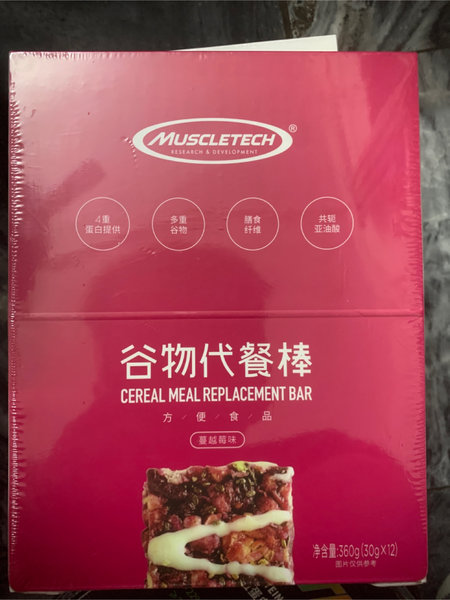 MUSCLETECH®
RESEARCH & DEVELOPMENT
4重
蛋白提供
多重
谷物
膳食
纤维
共轭
亚油酸
谷物代餐棒
CEREAL MEAL REPLACEMENT BAR
方/便/食/品
蔓越莓味
净含量:360g(30g×12)
图片仅供参考